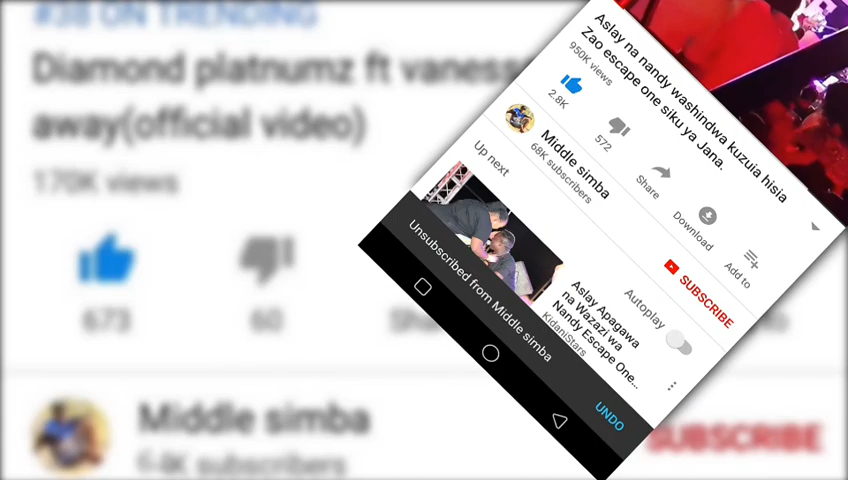 #38 ON TRENDING
Diamond platnumz ft vaness
away(official video)
170K views
673
60
Middle simba
subscribers
SUBSCRIBE
Aslay na nandy washindwa kuzuia hisia
Zao escape one siku ya Jana.
950K views
2.8K
572
Share
Download
Add to
Middle simba
68K subscribers
SUBSCRIBE
Up next
Autoplay
Aslay Apagawa
na Wazazi wa
Nandy Escape One...
KidaniStars
Unsubscribed from Middle simba
UNDO